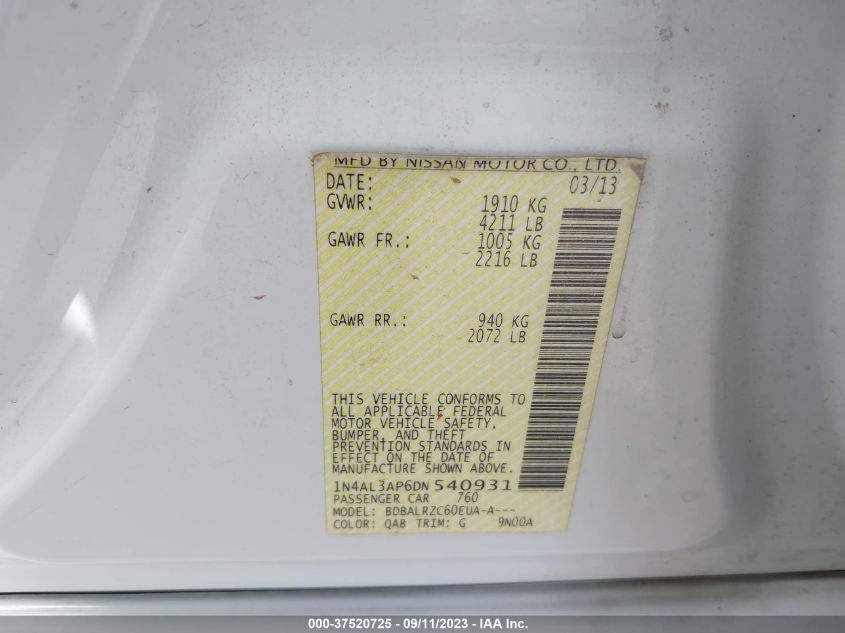 MFD BY NISSAN MOTOR CO., LTD.
DATE: 03/13
GVWR: 1910 KG
4211 LB
GAWR FR.: 1005 KG
2216 LB
GAWR RR.: 940 KG
2072 LB
THIS VEHICLE CONFORMS TO
ALL APPLICABLE FEDERAL
MOTOR VEHICLE SAFETY,
BUMPER, AND THEFT
PREVENTION STANDARDS IN
EFFECT ON THE DATE OF
MANUFACTURE SHOWN ABOVE.
1N4AL3AP6DN 540931
PASSENGER CAR 760
MODEL: BDBALRZC60EUA-A---
COLOR: QAB TRIM: G 9N00A
000-37520725 - 09/11/2023 - IAA Inc.